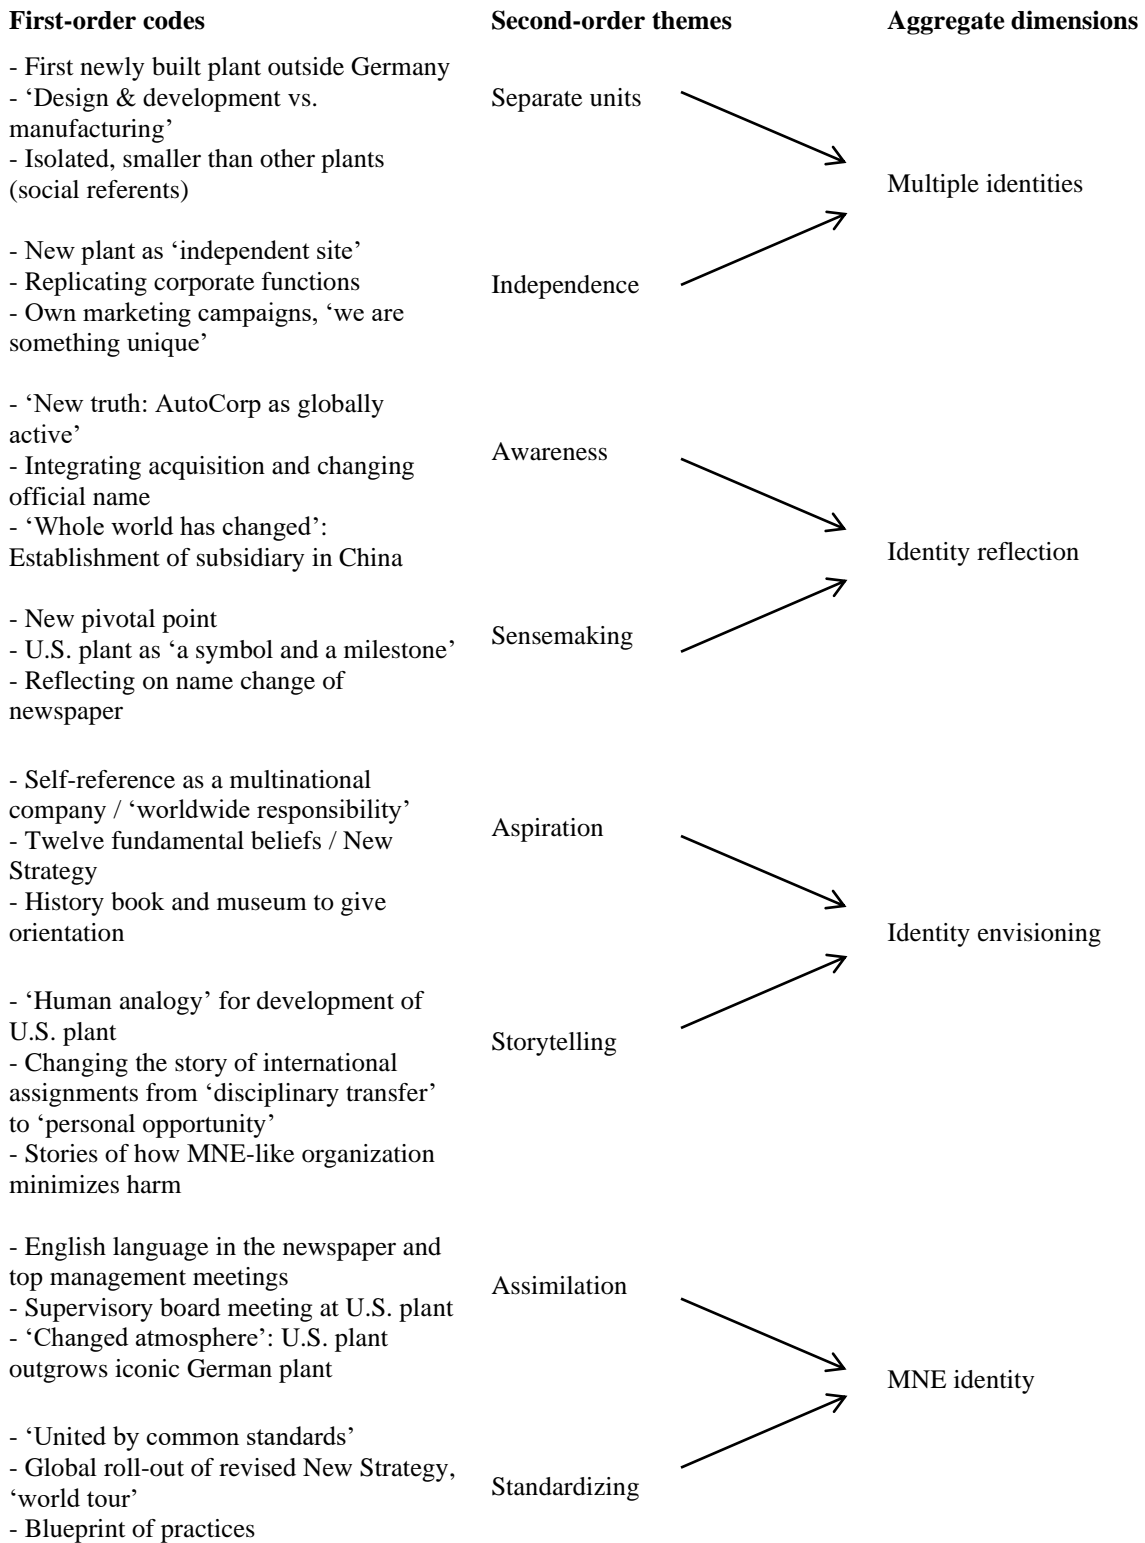 First-order codes Second-order themes Aggregate dimensions
- First newly built plant outside Germany
- ‘Design & development vs.
manufacturing’
- Isolated, smaller than other plants
(social referents)
Separate units
Multiple identities
- New plant as ‘independent site’
- Replicating corporate functions
- Own marketing campaigns, ‘we are
something unique’
Independence
- ‘New truth: AutoCorp as globally
active’
- Integrating acquisition and changing
official name
- ‘Whole world has changed’:
Establishment of subsidiary in China
Awareness
Identity reflection
- New pivotal point
- U.S. plant as ‘a symbol and a milestone’
- Reflecting on name change of
newspaper
Sensemaking
- Self-reference as a multinational
company / ‘worldwide responsibility’
- Twelve fundamental beliefs / New
Strategy
- History book and museum to give
orientation
Aspiration
Identity envisioning
- ‘Human analogy’ for development of
U.S. plant
- Changing the story of international
assignments from ‘disciplinary transfer’
to ‘personal opportunity’
- Stories of how MNE-like organization
minimizes harm
Storytelling
- English language in the newspaper and
top management meetings
- Supervisory board meeting at U.S. plant
- ‘Changed atmosphere’: U.S. plant
outgrows iconic German plant
Assimilation
MNE identity
- ‘United by common standards’
- Global roll-out of revised New Strategy,
‘world tour’
- Blueprint of practices
Standardizing